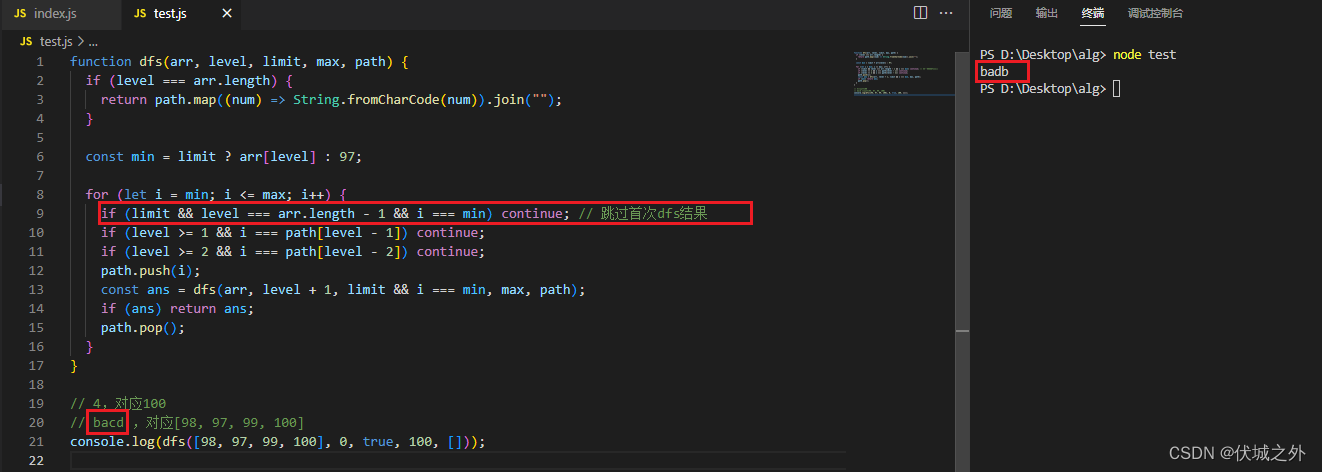 JS index.js
JS test.js ×
···
JS test.js > ...
1 function dfs(arr, level, limit, max, path) {
2   if (level === arr.length) {
3     return path.map((num) => String.fromCharCode(num)).join("");
4   }
5
6   const min = limit ? arr[level] : 97;
7
8   for (let i = min; i <= max; i++) {
9     if (limit && level === arr.length - 1 && i === min) continue; // 跳过首次dfs结果
10     if (level >= 1 && i === path[level - 1]) continue;
11     if (level >= 2 && i === path[level - 2]) continue;
12     path.push(i);
13     const ans = dfs(arr, level + 1, limit && i === min, max, path);
14     if (ans) return ans;
15     path.pop();
16   }
17 }
18
19 // 4，对应100
20 // bacd ，对应[98, 97, 99, 100]
21 console.log(dfs([98, 97, 99, 100], 0, true, 100, []));
22
问题 输出 终端 调试控制台
PS D:\Desktop\alg> node test
badb
PS D:\Desktop\alg>
CSDN @伏城之外